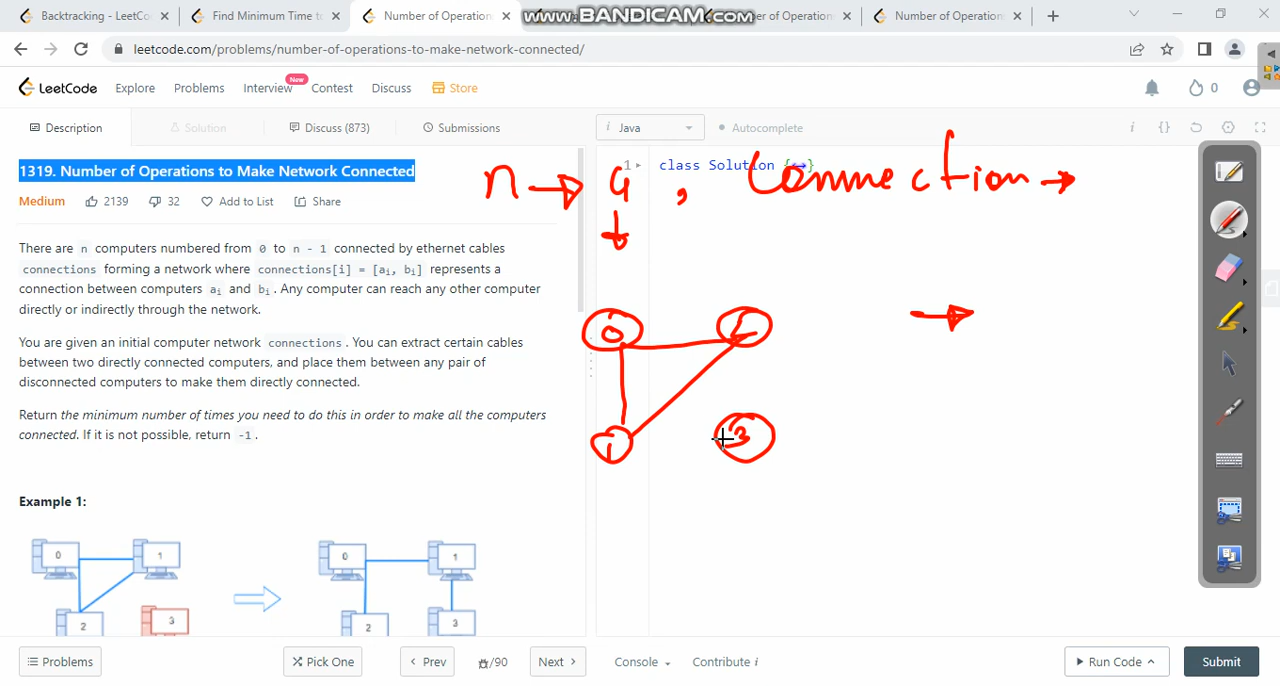 Backtracking - LeetCo
Find Minimum Time to
Number of Operation
www.BANDICAM.com
Number of Operation
leetcode.com/problems/number-of-operations-to-make-network-connected/
LeetCode
Explore
Problems
Interview
New
Contest
Discuss
Store
0
Description
Solution
Discuss (873)
Submissions
i Java
Autocomplete
1319. Number of Operations to Make Network Connected
1 class Solution {↔}
n → 4 , Connection →
Medium 2139 32 Add to List Share
There are n computers numbered from 0 to n - 1 connected by ethernet cables
connections forming a network where connections[i] = [ai, bi] represents a
connection between computers ai and bi. Any computer can reach any other computer
directly or indirectly through the network.
You are given an initial computer network connections. You can extract certain cables
between two directly connected computers, and place them between any pair of
disconnected computers to make them directly connected.
Return the minimum number of times you need to do this in order to make all the computers
connected. If it is not possible, return -1.
0
1
3
Example 1:
0 1
2 3
0 1
2 3
Problems
Pick One
Prev
/90
Next
Console
Contribute i
Run Code
Submit